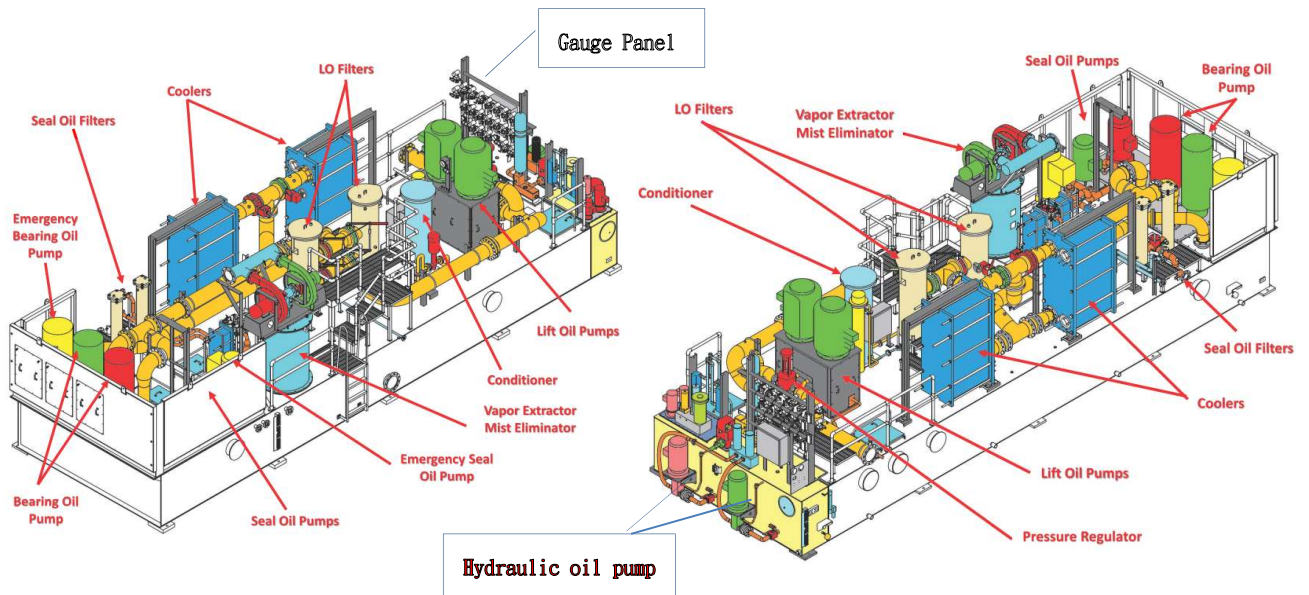 Gauge Panel
LO Filters
Coolers
Seal Oil Filters
Emergency
Bearing Oil
Pump
Lift Oil Pumps
Conditioner
Vapor Extractor
Mist Eliminator
Emergency Seal
Oil Pump
Bearing Oil
Pump
Seal Oil Pumps
Seal Oil Pumps
Bearing Oil
Pump
LO Filters
Vapor Extractor
Mist Eliminator
Conditioner
Seal Oil Filters
Coolers
Lift Oil Pumps
Pressure Regulator
Hydraulic oil pump